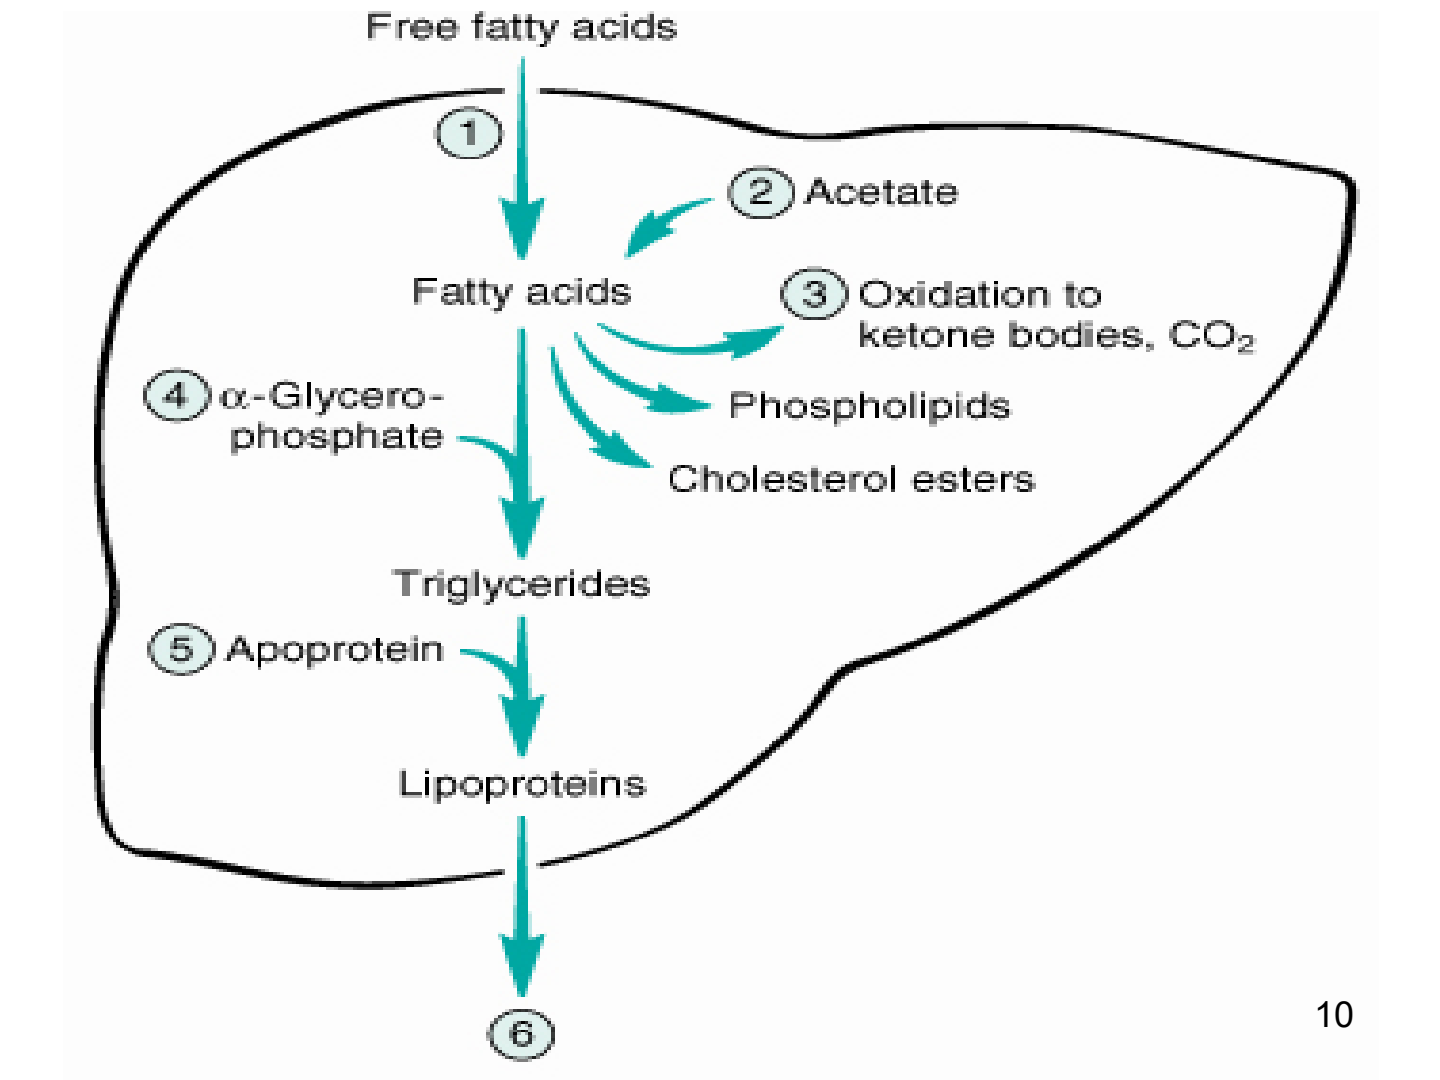 Free fatty acids
1
2 Acetate
Fatty acids
3 Oxidation to
ketone bodies, CO₂
4 α-Glycero-
phosphate
Phospholipids
Cholesterol esters
Triglycerides
5 Apoprotein
Lipoproteins
6
10